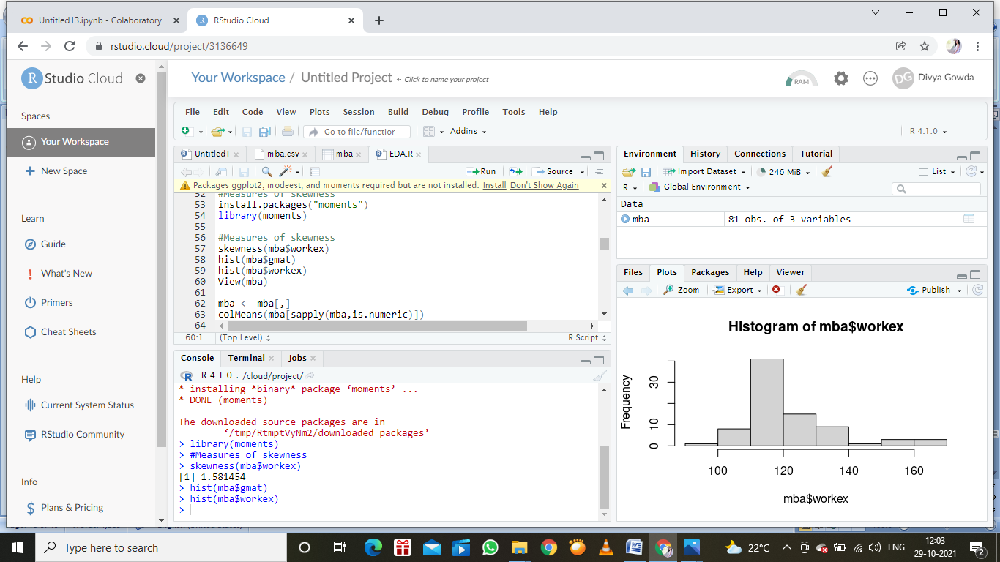 Untitled13.ipynb - Colaboratory
RStudio Cloud
rstudio.cloud/project/3136649
R Studio Cloud
Spaces
Your Workspace
New Space
Learn
Guide
What's New
Primers
Cheat Sheets
Help
Current System Status
RStudio Community
Info
Plans & Pricing
Your Workspace / Untitled Project ← Click to name your project
RAM
DG Divya Gowda
File Edit Code View Plots Session Build Debug Profile Tools Help
Go to file/function
Addins
R 4.1.0
Untitled1
mba.csv
mba
EDA.R
Run
Source
Packages ggplot2, modeest, and moments required but are not installed. Install Don't Show Again
52 #Measures of skewness
53 install.packages("moments")
54 library(moments)
55
56 #Measures of skewness
57 skewness(mba$workex)
58 hist(mba$gmat)
59 hist(mba$workex)
60 View(mba)
61
62 mba <- mba[,]
63 colMeans(mba[sapply(mba,is.numeric)])
64
60:1 (Top Level) R Script
Console Terminal Jobs
R 4.1.0 . /cloud/project/
* installing *binary* package ‘moments’ ...
* DONE (moments)
The downloaded source packages are in
‘/tmp/RtmptVyNm2/downloaded_packages’
> library(moments)
> #Measures of skewness
> skewness(mba$workex)
[1] 1.581454
> hist(mba$gmat)
> hist(mba$workex)
>
Environment History Connections Tutorial
Import Dataset 246 MiB List
R Global Environment
Data
mba 81 obs. of 3 variables
Files Plots Packages Help Viewer
Zoom Export Publish
Histogram of mba$workex
Frequency
30
10
0
100 120 140 160
mba$workex
Type here to search
22°C
ENG
12:03
29-10-2021
2